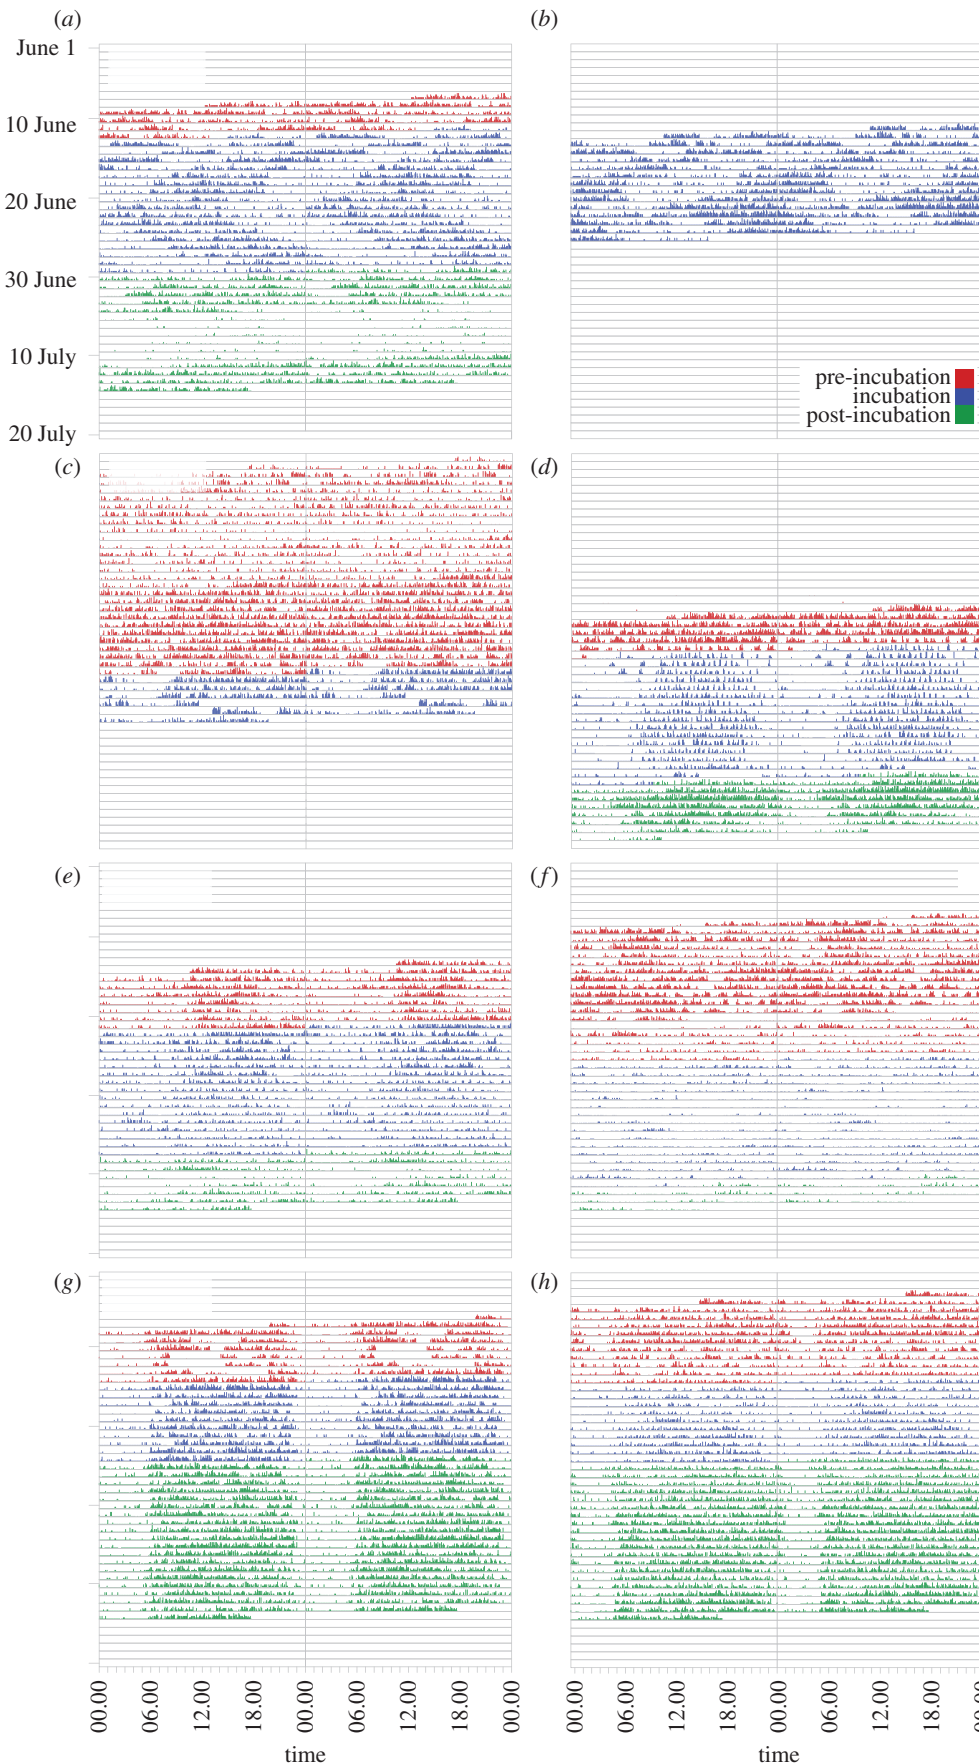 (a) (b)
June 1
10 June
20 June
30 June
10 July
20 July
pre-incubation
incubation
post-incubation
(c) (d)
(e) (f)
(g) (h)
00.00 06.00 12.00 18.00 00.00 06.00 12.00 18.00 00.00 00.00 06.00 12.00 18.00 00.00 06.00 12.00 18.00
time time